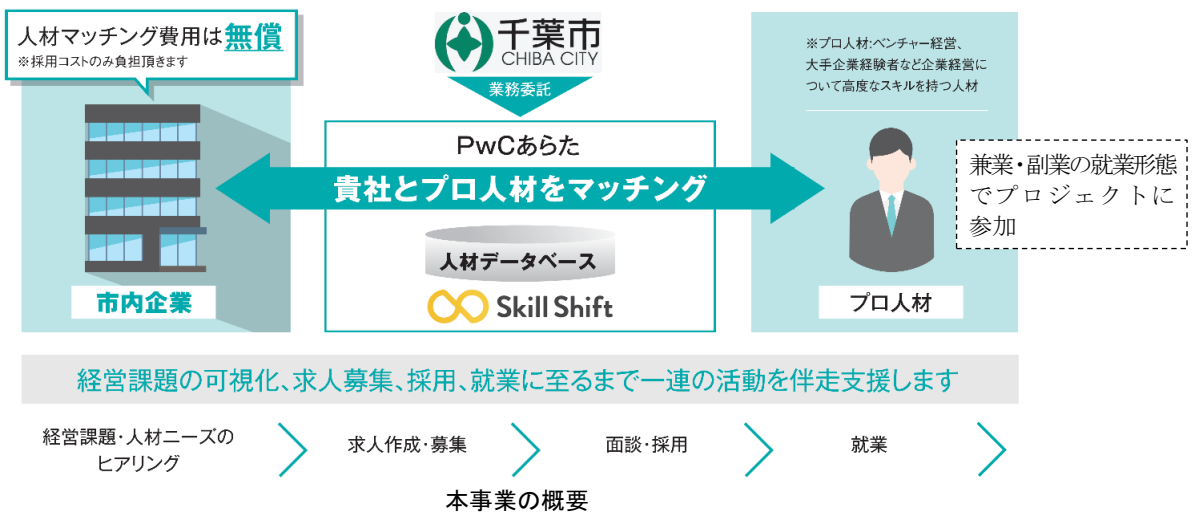 人材マッチング費用は無償
※採用コストのみ負担頂きます
市内企業
千葉市
CHIBA CITY
業務委託
PwCあらた
貴社とプロ人材をマッチング
人材データベース
Skill Shift
※プロ人材:ベンチャー経営、
大手企業経験者など企業経営に
ついて高度なスキルを持つ人材
プロ人材
兼業・副業の就業形態
でプロジェクトに
参加
経営課題の可視化、求人募集、採用、就業に至るまで一連の活動を伴走支援します
経営課題・人材ニーズの
ヒアリング
求人作成・募集
面談・採用
就業
本事業の概要